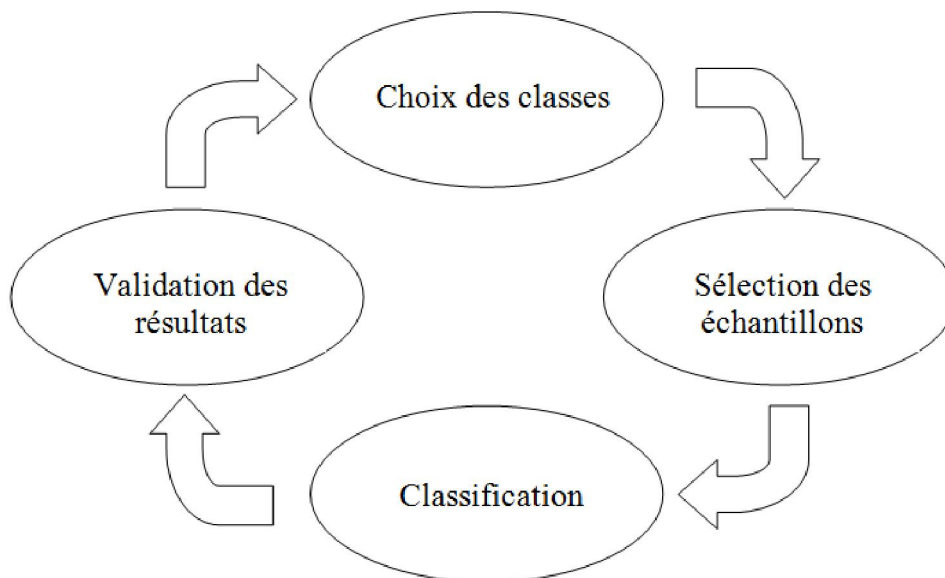 Choix des classes
Validation des
résultats
Sélection des
échantillons
Classification